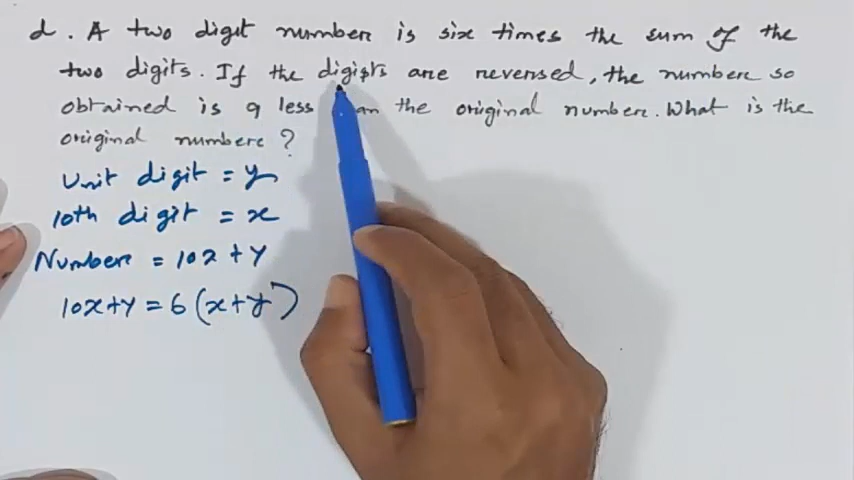 d. A two digit number is six times the sum of the
two digits. If the digits are reversed, the number so
obtained is 9 less an the original number. What is the
original number?
Unit digit = y
10th digit = x
Number = 10x + y
10x+y = 6 (x+y)